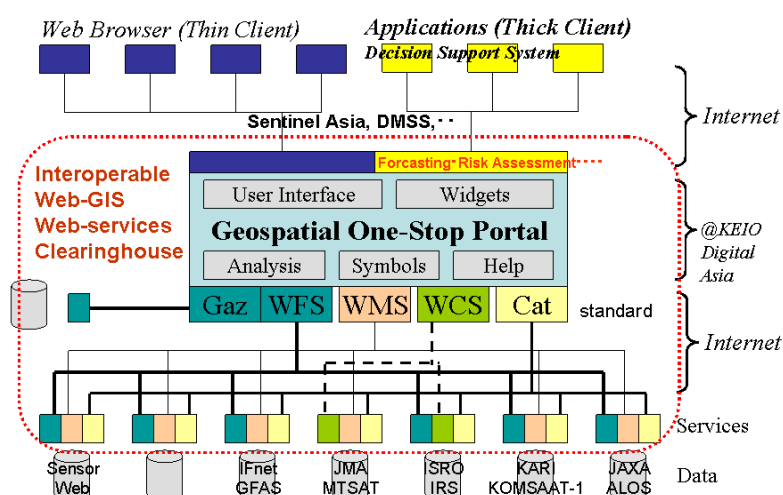 Web Browser (Thin Client)
Applications (Thick Client)
Decision Support System
Sentinel Asia, DMSS,··
Internet
Interoperable
Web-GIS
Web-services
Clearinghouse
Forcasting·Risk Assessment
User Interface
Widgets
Geospatial One-Stop Portal
Analysis
Symbols
Help
@KEIO
Digital
Asia
Gaz
WFS
WMS
WCS
Cat
standard
Internet
Services
Sensor
Web
IFnet
GFAS
JMA
MTSAT
ISRO
IRS
KARI
KOMSAAT-1
JAXA
ALOS
Data